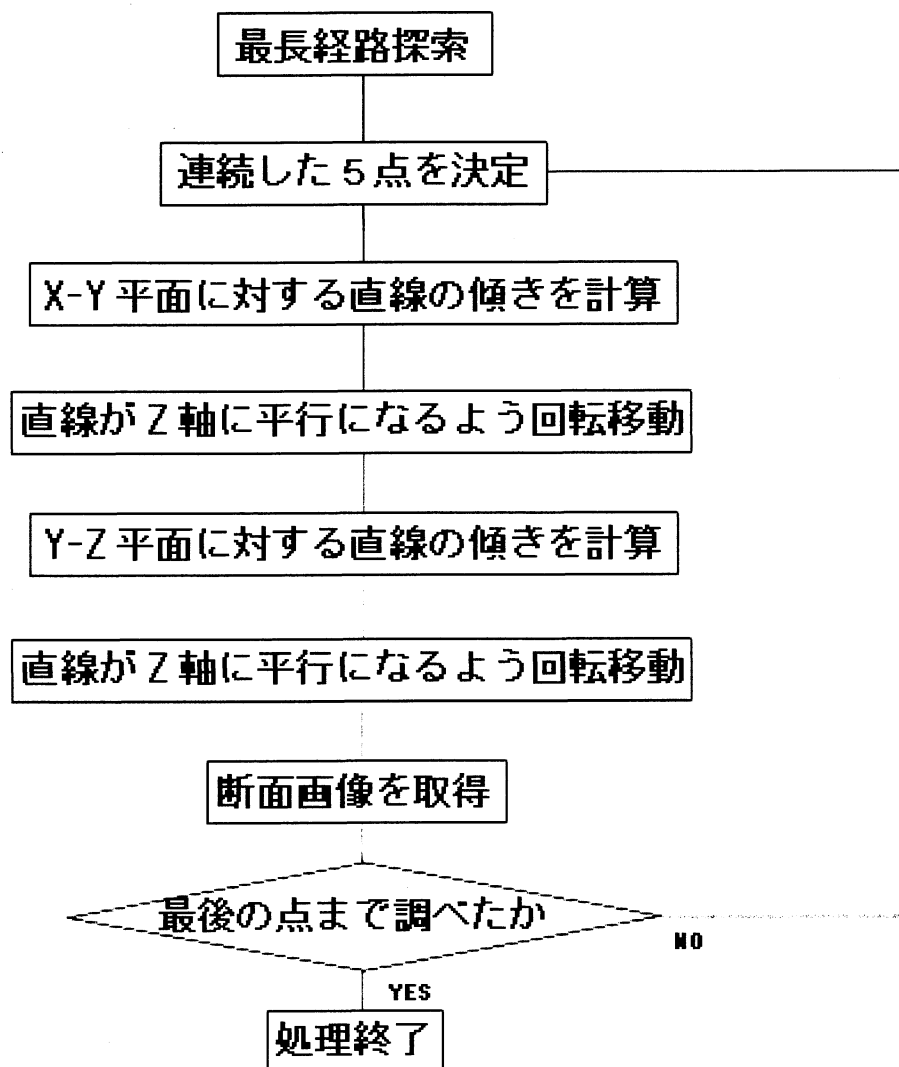 最長経路探索
連続した5点を決定
X-Y平面に対する直線の傾きを計算
直線がZ軸に平行になるよう回転移動
Y-Z平面に対する直線の傾きを計算
直線がZ軸に平行になるよう回転移動
断面画像を取得
最後の点まで調べたか
NO
YES
処理終了